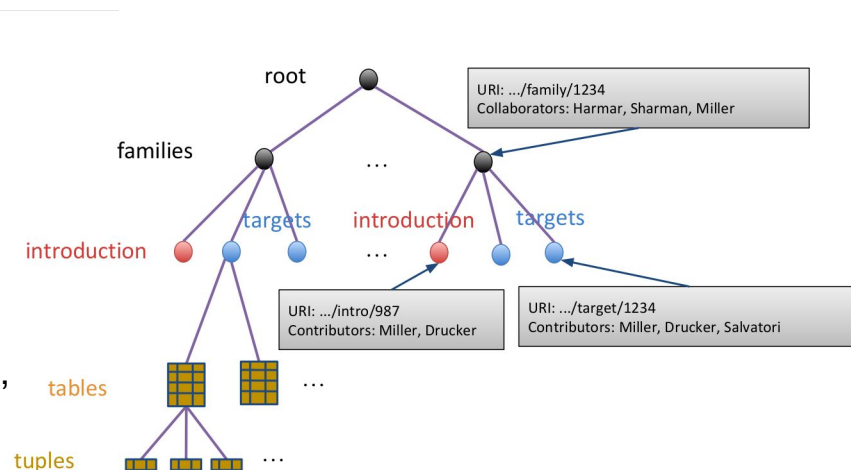 root
URI: .../family/1234
Collaborators: Harmar, Sharman, Miller
families
...
targets
introduction
targets
introduction
...
URI: .../intro/987
Contributors: Miller, Drucker
URI: .../target/1234
Contributors: Miller, Drucker, Salvatori
,
tables
...
tuples
...